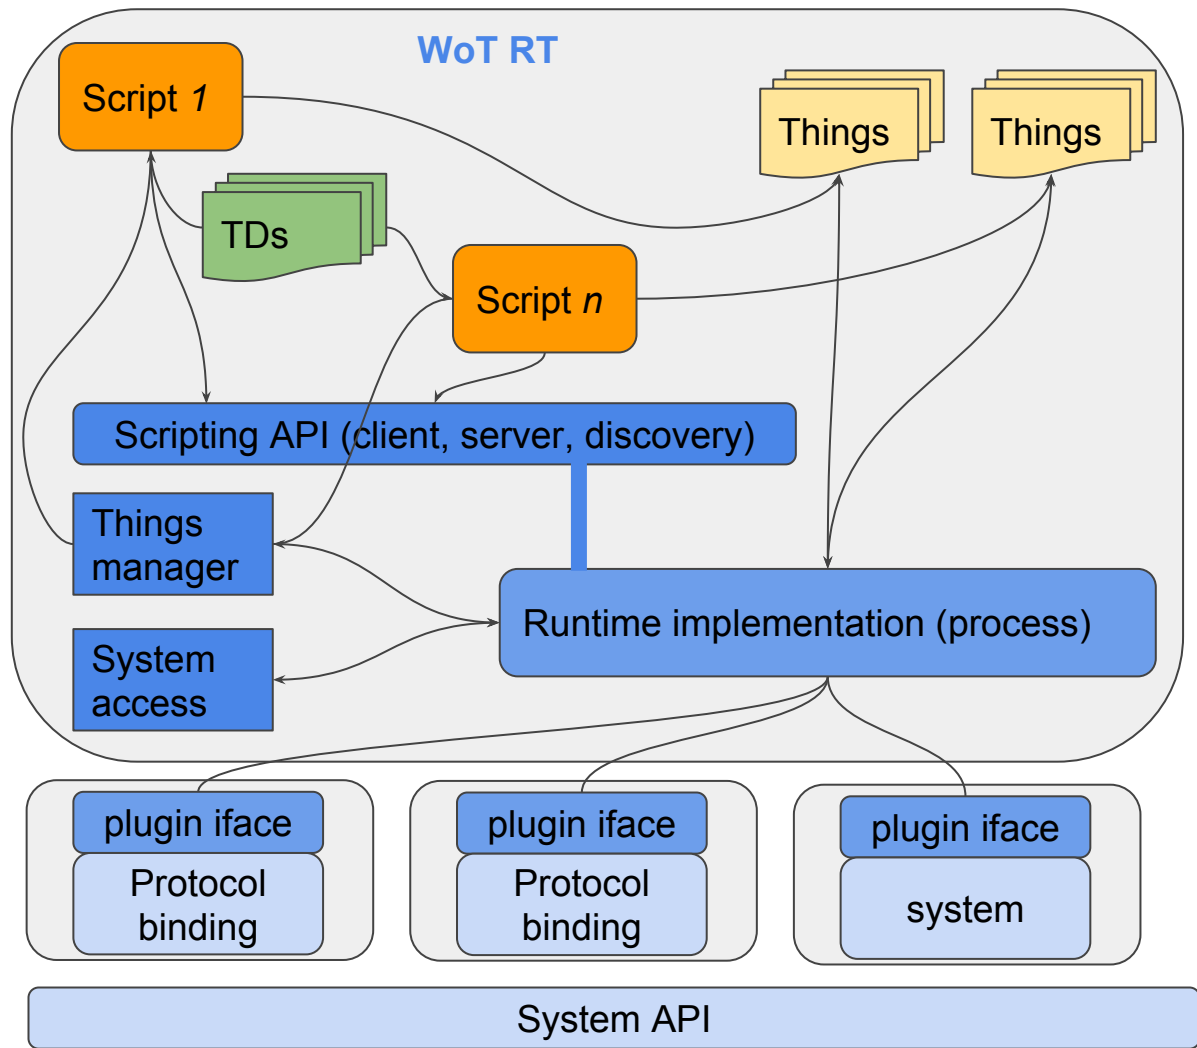 WoT RT
Script 1
Things
Things
TDs
Script n
Scripting API (client, server, discovery)
Things
manager
Runtime implementation (process)
System
access
plugin iface
plugin iface
plugin iface
Protocol
binding
Protocol
binding
system
System API